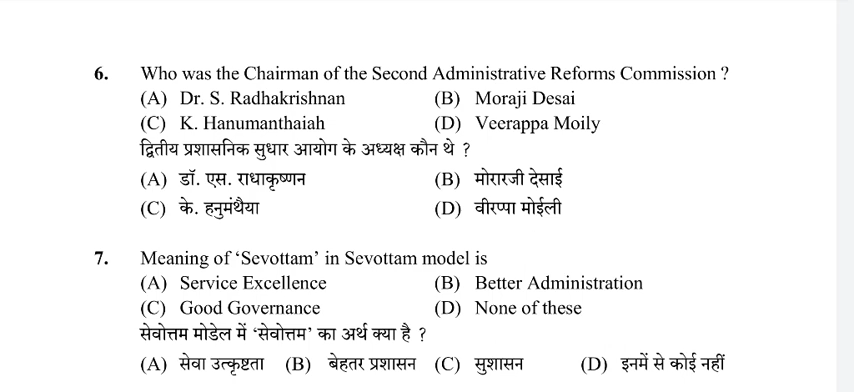 6. Who was the Chairman of the Second Administrative Reforms Commission ?
(A) Dr. S. Radhakrishnan (B) Moraji Desai
(C) K. Hanumanthaiah (D) Veerappa Moily
द्वितीय प्रशासनिक सुधार आयोग के अध्यक्ष कौन थे ?
(A) डॉ. एस. राधाकृष्णन (B) मोरारजी देसाई
(C) के. हनुमंथैया (D) वीरप्पा मोईली
7. Meaning of ‘Sevottam’ in Sevottam model is
(A) Service Excellence (B) Better Administration
(C) Good Governance (D) None of these
सेवोत्तम मोडेल में ‘सेवोत्तम’ का अर्थ क्या है ?
(A) सेवा उत्कृष्टता (B) बेहतर प्रशासन (C) सुशासन (D) इनमें से कोई नहीं